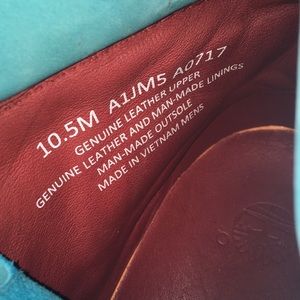 10.5M A1JM5 A0717
GENUINE LEATHER UPPER
GENUINE LEATHER AND MAN-MADE LININGS
MAN-MADE OUTSOLE
MADE IN VIETNAM MENS